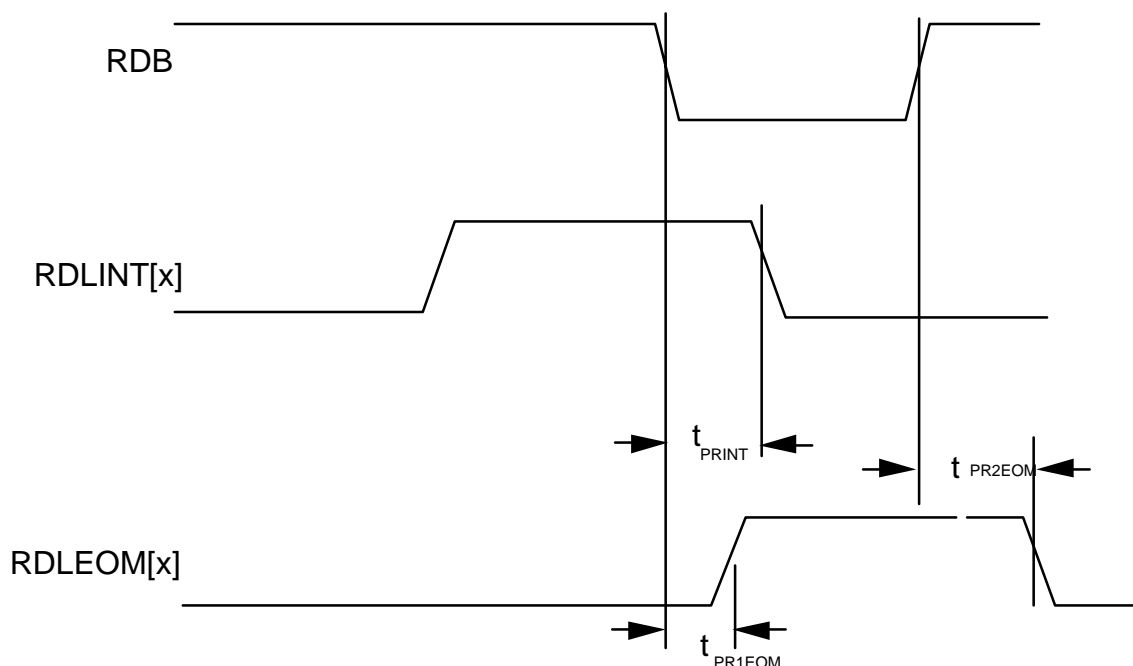 RDB
RDLINT[x]
t PRINT
t PR2EOM
RDLEOM[x]
t PR1EOM